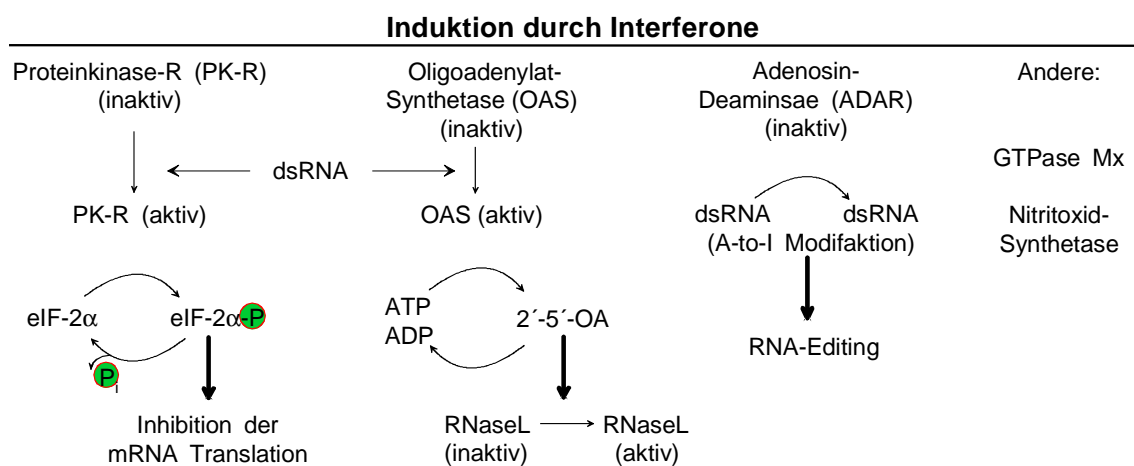 Induktion durch Interferone
Proteinkinase-R (PK-R)
(inaktiv)
Oligoadenylat-
Synthetase (OAS)
(inaktiv)
Adenosin-
Deaminsae (ADAR)
(inaktiv)
Andere:
GTPase Mx
Nitritoxid-
Synthetase
dsRNA
PK-R (aktiv)
OAS (aktiv)
dsRNA dsRNA
(A-to-I Modifaktion)
RNA-Editing
eIF-2α eIF-2α-P
Pi
Inhibition der
mRNA Translation
ATP
ADP
2´-5´-OA
RNaseL
(inaktiv)
RNaseL
(aktiv)